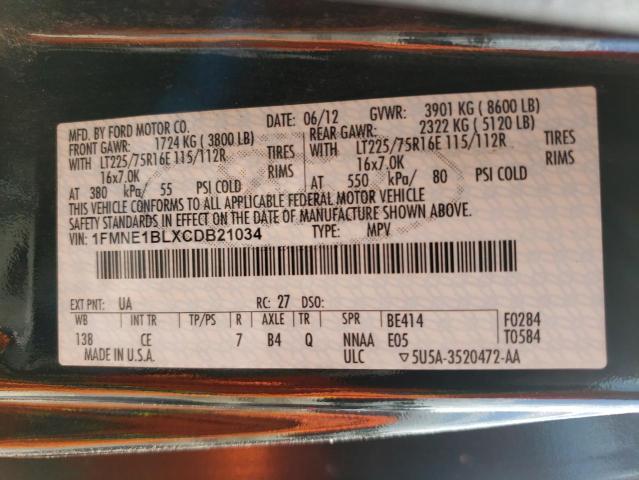 MFD. BY FORD MOTOR CO. DATE: 06/12 GVWR: 3901 KG ( 8600 LB)
FRONT GAWR: 1724 KG ( 3800 LB) REAR GAWR: 2322 KG ( 5120 LB)
WITH LT225/75R16E 115/112R TIRES WITH LT225/75R16E 115/112R TIRES
16x7.0K RIMS 16x7.0K RIMS
AT 380 kPa/ 55 PSI COLD AT 550 kPa/ 80 PSI COLD
THIS VEHICLE CONFORMS TO ALL APPLICABLE FEDERAL MOTOR VEHICLE
SAFETY STANDARDS IN EFFECT ON THE DATE OF MANUFACTURE SHOWN ABOVE.
VIN: 1FMNE1BLXCDB21034 TYPE: MPV
EXT PNT: UA RC: 27 DSO:
WB INT TR TP/PS R AXLE TR SPR BE414 F0284
138 CE 7 B4 Q NNAA E05 T0584
MADE IN U.S.A. ULC ▽5U5A-3520472-AA